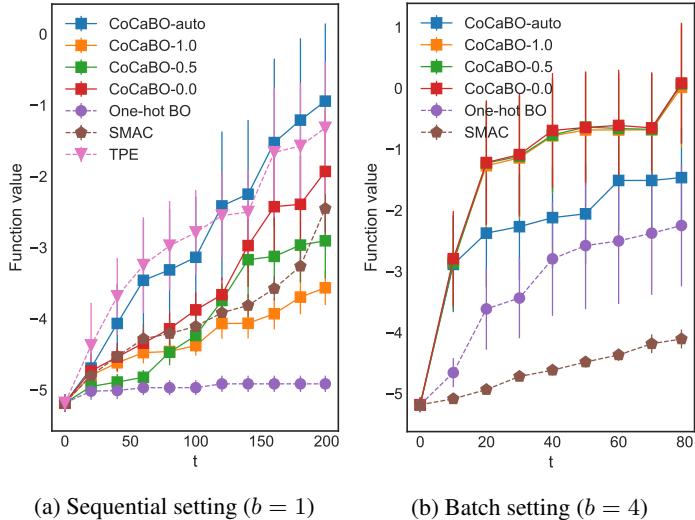 CoCaBO-auto
CoCaBO-1.0
CoCaBO-0.5
CoCaBO-0.0
One-hot BO
SMAC
TPE
0
−1
−2
−3
−4
−5
Function value
0
50
100
150
200
t
(a) Sequential setting (b = 1)
CoCaBO-auto
CoCaBO-1.0
CoCaBO-0.5
CoCaBO-0.0
One-hot BO
SMAC
1
0
−1
−2
−3
−4
−5
Function value
0
20
40
60
80
t
(b) Batch setting (b = 4)